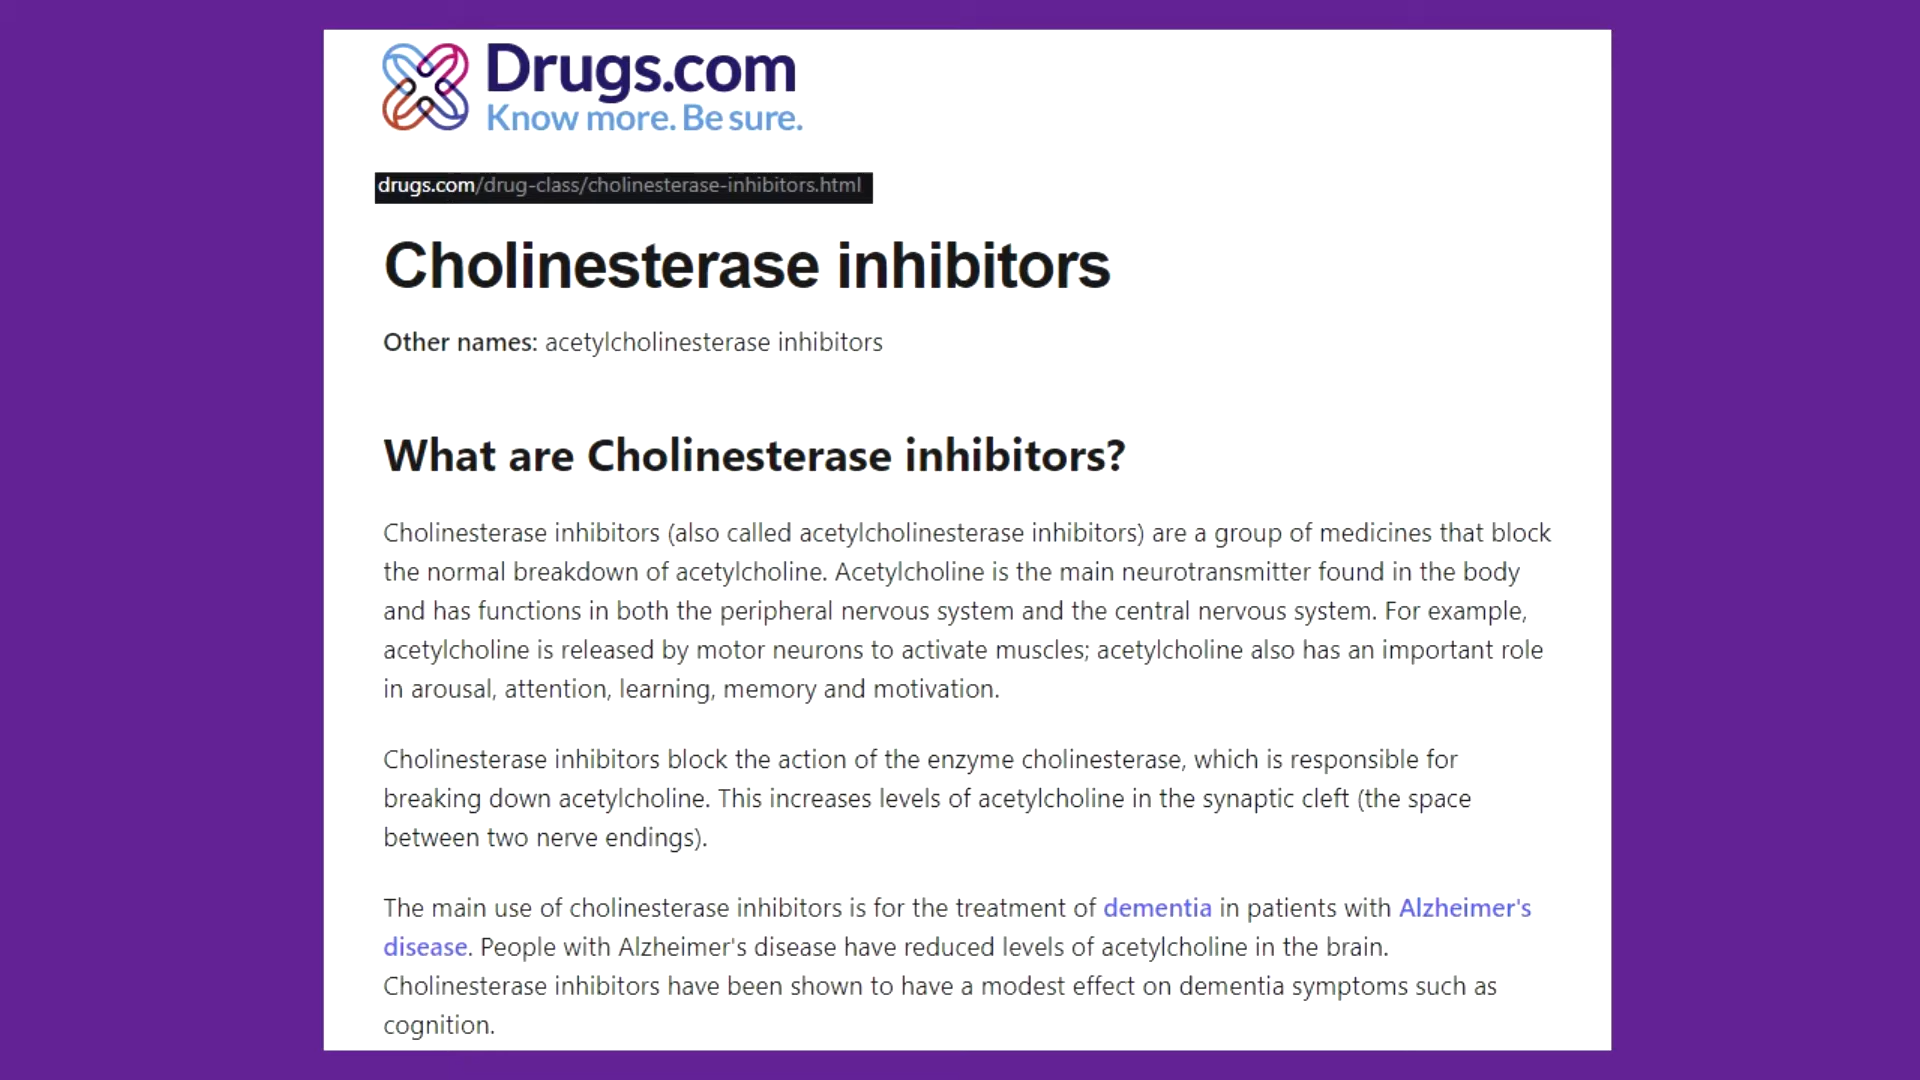 Drugs.com
Know more. Be sure.
drugs.com/drug-class/cholinesterase-inhibitors.html
Cholinesterase inhibitors
Other names: acetylcholinesterase inhibitors
What are Cholinesterase inhibitors?
Cholinesterase inhibitors (also called acetylcholinesterase inhibitors) are a group of medicines that block
the normal breakdown of acetylcholine. Acetylcholine is the main neurotransmitter found in the body
and has functions in both the peripheral nervous system and the central nervous system. For example,
acetylcholine is released by motor neurons to activate muscles; acetylcholine also has an important role
in arousal, attention, learning, memory and motivation.
Cholinesterase inhibitors block the action of the enzyme cholinesterase, which is responsible for
breaking down acetylcholine. This increases levels of acetylcholine in the synaptic cleft (the space
between two nerve endings).
The main use of cholinesterase inhibitors is for the treatment of dementia in patients with Alzheimer's
disease. People with Alzheimer's disease have reduced levels of acetylcholine in the brain.
Cholinesterase inhibitors have been shown to have a modest effect on dementia symptoms such as
cognition.